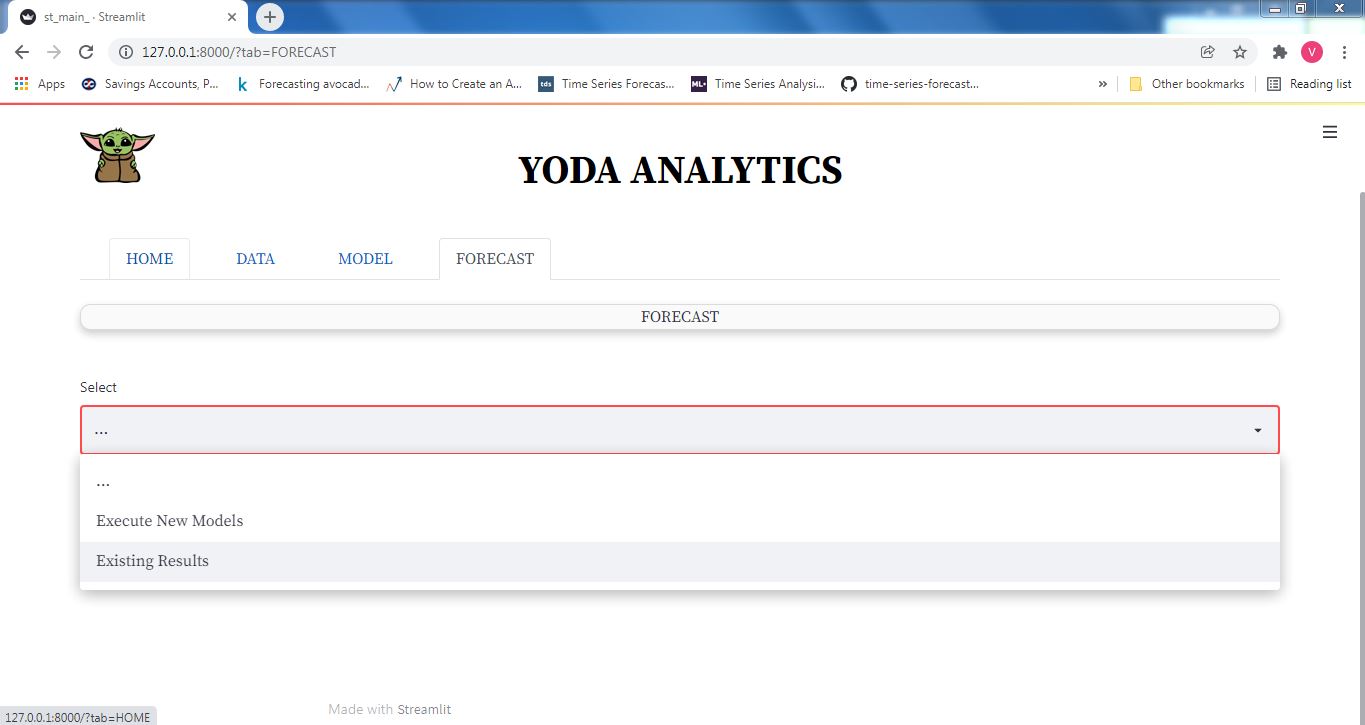 st_main_ · Streamlit
127.0.0.1:8000/?tab=FORECAST
V
Apps Savings Accounts, P... k Forecasting avocad... How to Create an A... tds Time Series Forecas... ML+ Time Series Analysi... time-series-forecast... » Other bookmarks Reading list
YODA ANALYTICS
HOME DATA MODEL FORECAST
FORECAST
Select
...
...
Execute New Models
Existing Results
Made with Streamlit
127.0.0.1:8000/?tab=HOME